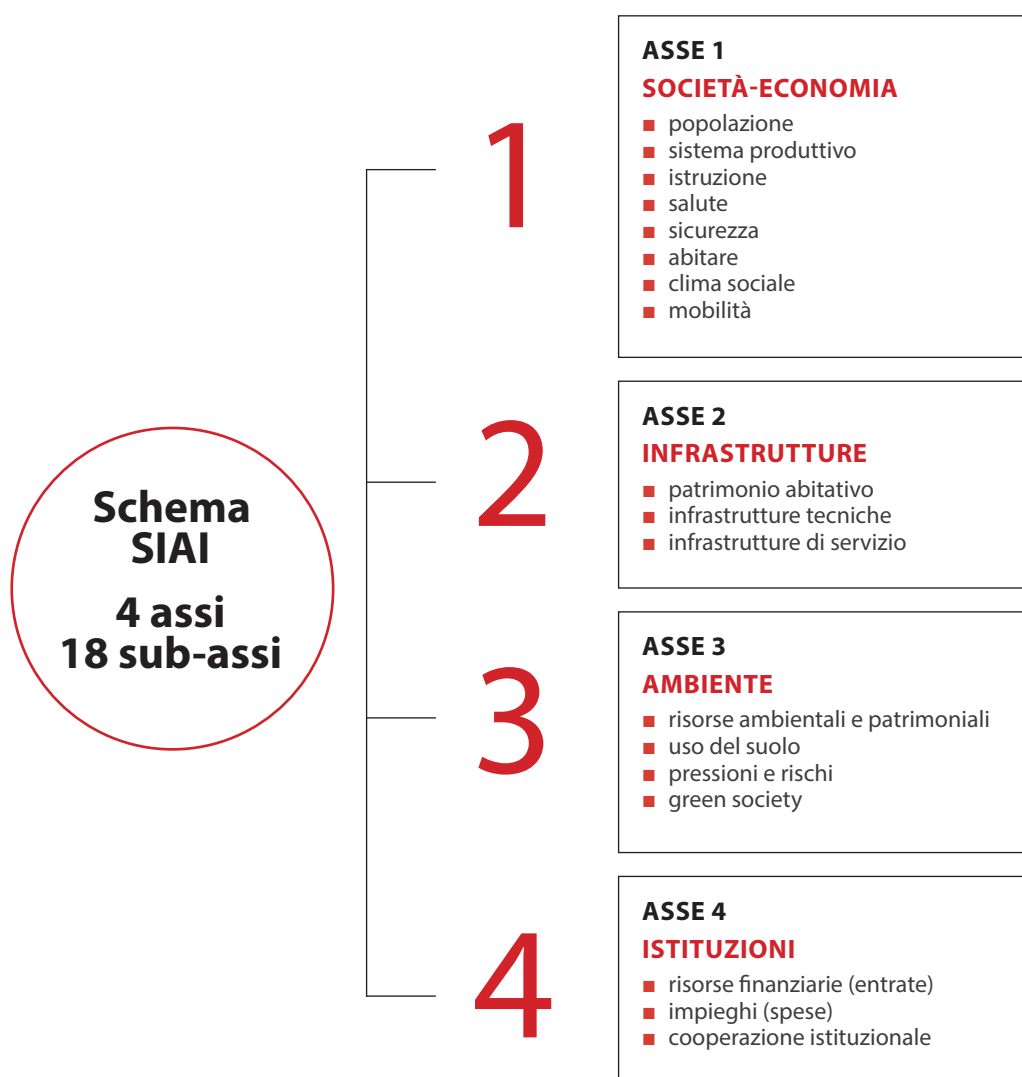 Schema
SIAI
4 assi
18 sub-assi
1
ASSE 1
SOCIETÀ-ECONOMIA
popolazione
sistema produttivo
istruzione
salute
sicurezza
abitare
clima sociale
mobilità
2
ASSE 2
INFRASTRUTTURE
patrimonio abitativo
infrastrutture tecniche
infrastrutture di servizio
3
ASSE 3
AMBIENTE
risorse ambientali e patrimoniali
uso del suolo
pressioni e rischi
green society
4
ASSE 4
ISTITUZIONI
risorse finanziarie (entrate)
impieghi (spese)
cooperazione istituzionale